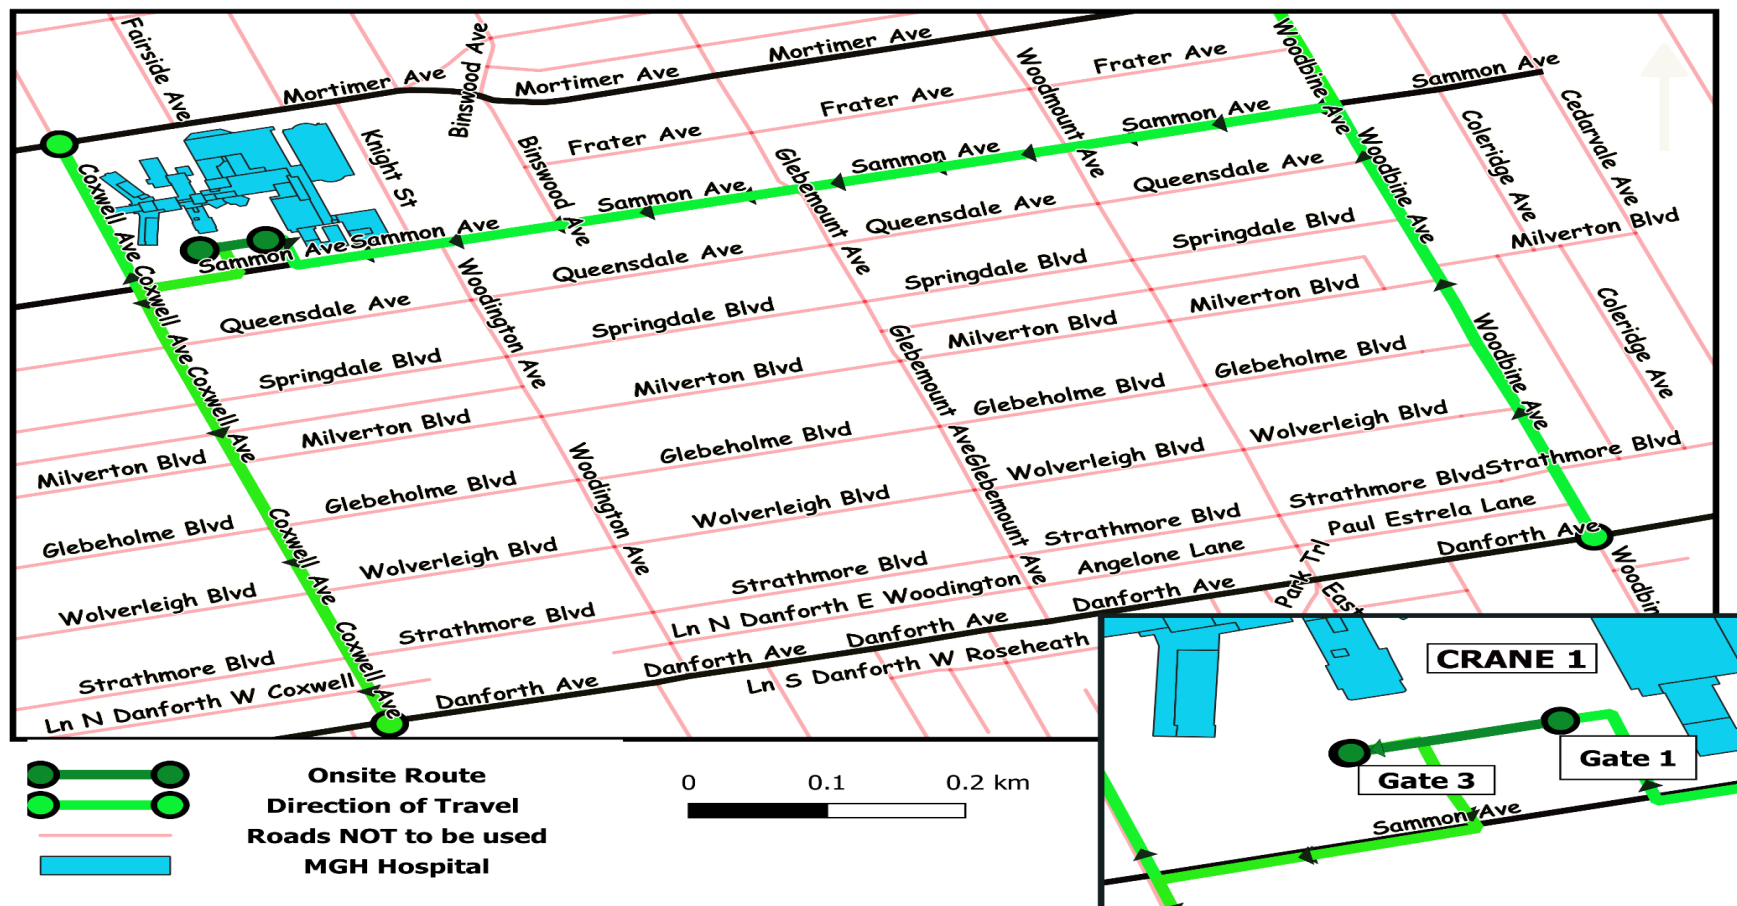 Fairside Ave
Binswood Ave
Mortimer Ave
Mortimer Ave
Mortimer Ave
Woodmount Ave
Frater Ave
Woodbine Ave
Sammon Ave
Cedarvale Ave
Coleridge Ave
Frater Ave
Sammon Ave
Knight St
Binswood Ave
Frater Ave
Glebemount Ave
Sammon Ave
Queensdale Ave
Woodbine Ave
Coxwell Ave
Sammon Ave
Queensdale Ave
Springdale Blvd
Milverton Blvd
Sammon Ave
Sammon Ave
Queensdale Ave
Springdale Blvd
Coxwell Ave
Queensdale Ave
Woodington Ave
Springdale Blvd
Milverton Blvd
Milverton Blvd
Coleridge Ave
Glebemount Ave
Woodbine Ave
Springdale Blvd
Coxwell Ave
Milverton Blvd
Glebeholme Blvd
Glebeholme Blvd
Milverton Blvd
Milverton Blvd
Glebeholme Blvd
Wolverleigh Blvd
Wolverleigh Blvd
Strathmore Blvd
Woodington Ave
Glebemount Ave
Glebeholme Blvd
Glebeholme Blvd
Wolverleigh Blvd
Strathmore Blvd
Strathmore Blvd
Paul Estrela Lane
Coxwell Ave
Wolverleigh Blvd
Strathmore Blvd
Angelone Lane
Danforth Ave
Park Trl
East
Woodbin
Wolverleigh Blvd
Strathmore Blvd
Ln N Danforth E Woodington
Danforth Ave
Coxwell Ave
Strathmore Blvd
Danforth Ave
Danforth Ave
Ln S Danforth W Roseheath
Ln N Danforth W Coxwell
Danforth Ave
CRANE 1
Gate 1
Gate 3
Sammon Ave
Onsite Route
Direction of Travel
Roads NOT to be used
MGH Hospital
0 0.1 0.2 km